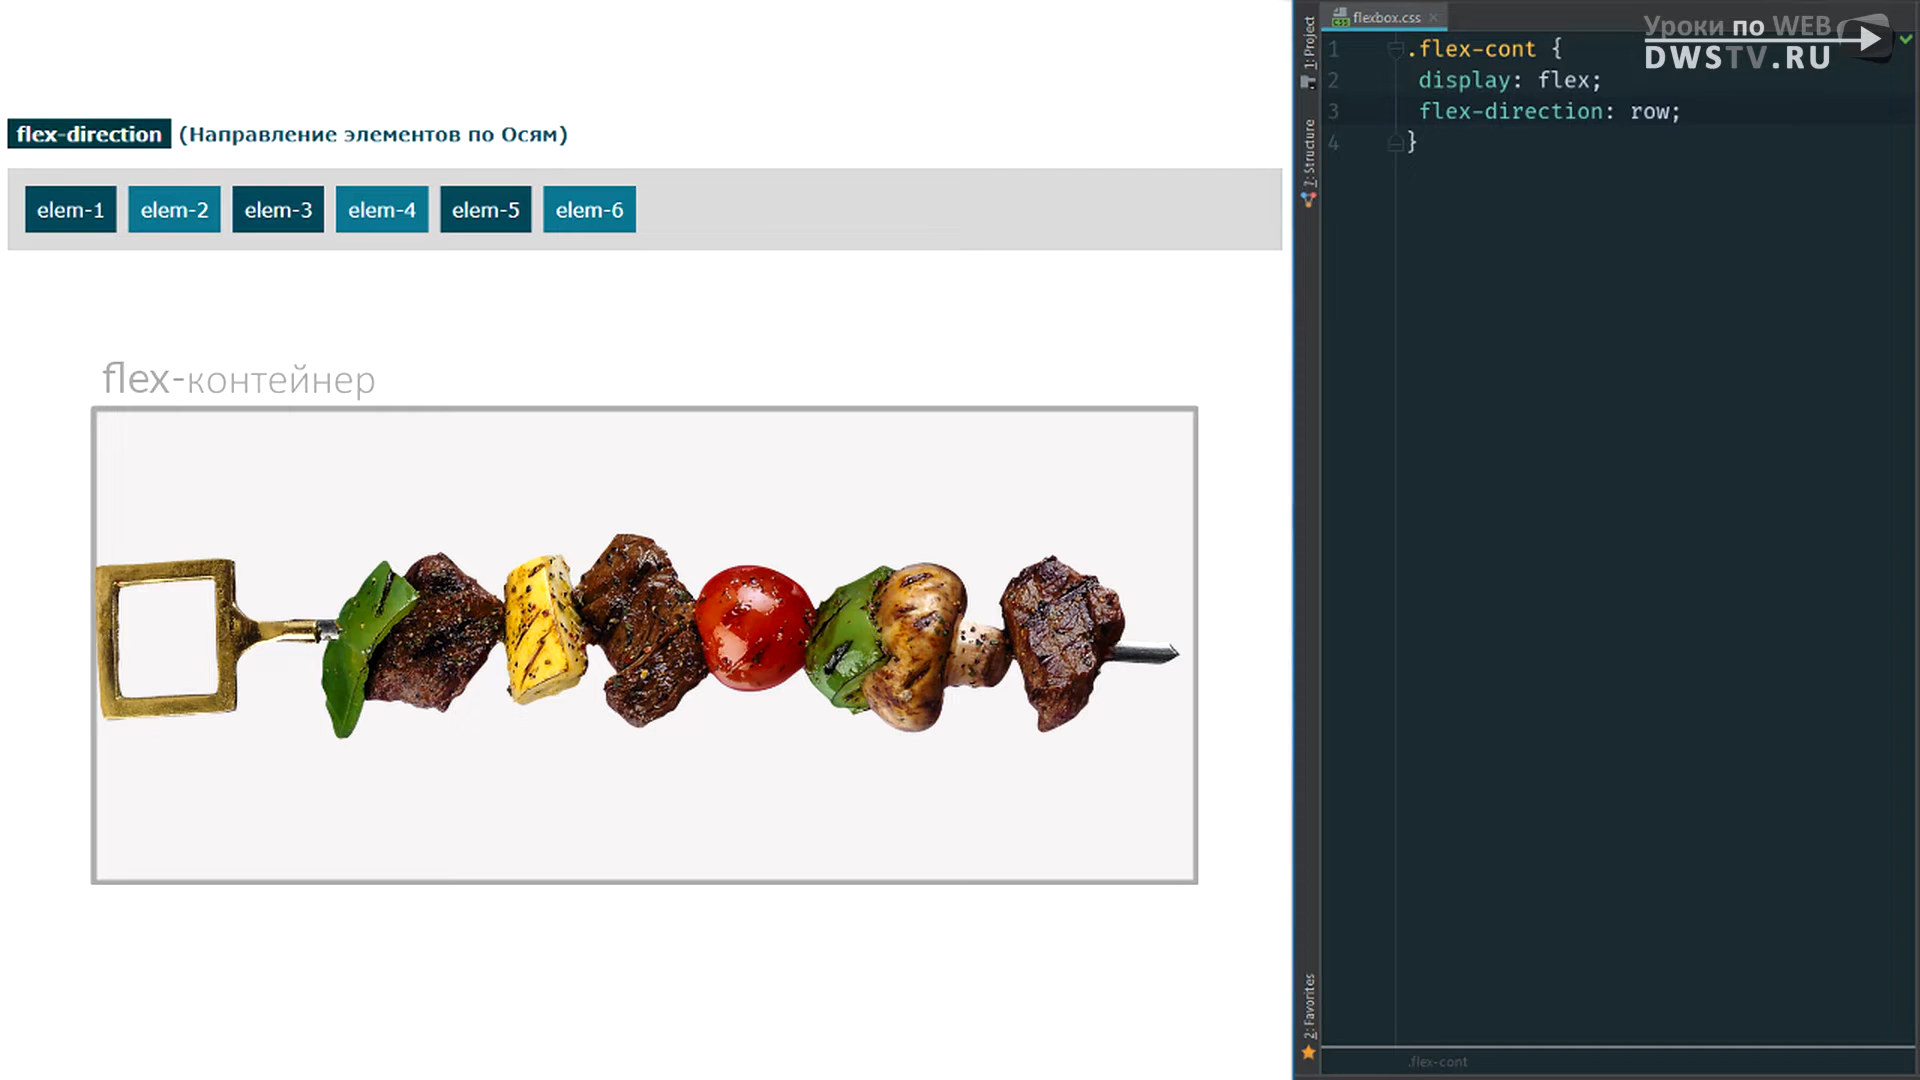 flex-direction (Направление элементов по Осям)
elem-1 elem-2 elem-3 elem-4 elem-5 elem-6
flex-контейнер
1: Project
7: Structure
2: Favorites
flexbox.css
1 .flex-cont {
2 display: flex;
3 flex-direction: row;
4 }
.flex-cont
Уроки по WEB
DWSTV.RU